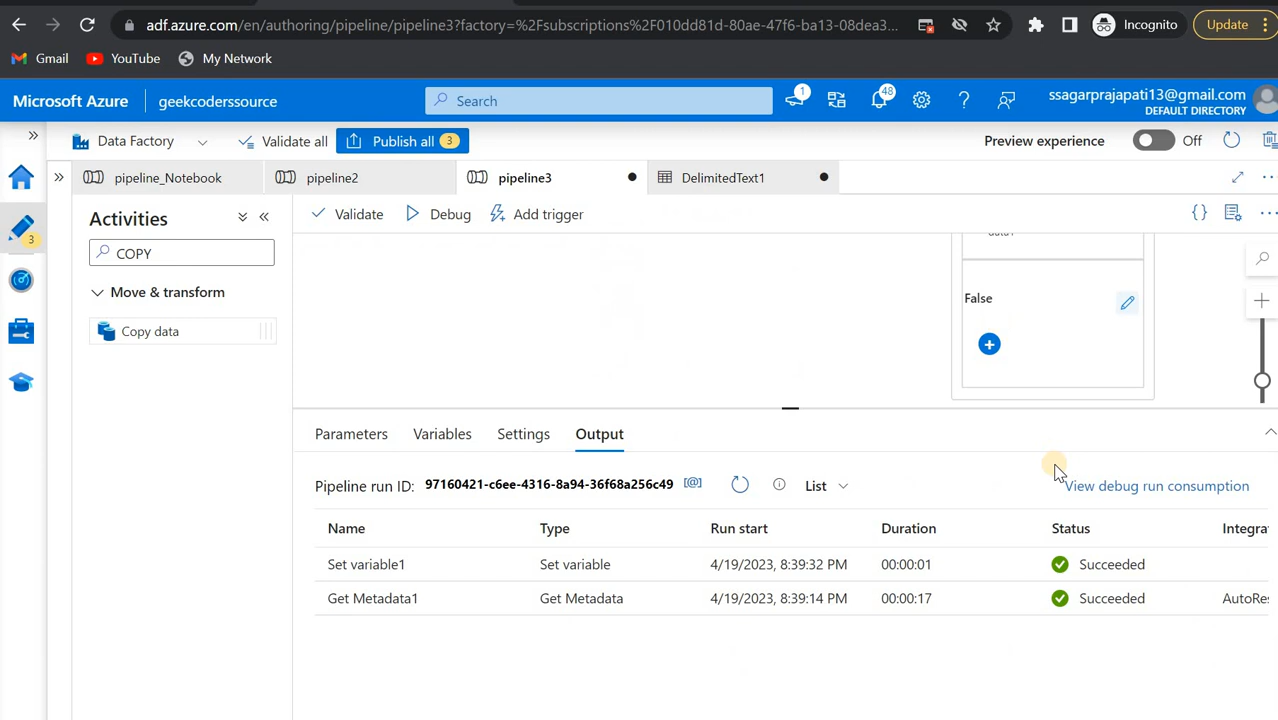 adf.azure.com/en/authoring/pipeline/pipeline3?factory=%2Fsubscriptions%2F010dd81d-80ae-47f6-ba13-08dea3...
Incognito
Update
Gmail
YouTube
My Network
Microsoft Azure
geekcoderssource
Search
1
48
ssagarprajapati13@gmail.com
DEFAULT DIRECTORY
Data Factory
Validate all
Publish all
3
Preview experience
Off
pipeline_Notebook
pipeline2
pipeline3
DelimitedText1
Activities
Validate
Debug
Add trigger
3
COPY
Move & transform
Copy data
False
Parameters
Variables
Settings
Output
Pipeline run ID:
97160421-c6ee-4316-8a94-36f68a256c49
List
View debug run consumption
Name
Type
Run start
Duration
Status
Integra
Set variable1
Set variable
4/19/2023, 8:39:32 PM
00:00:01
Succeeded
Get Metadata1
Get Metadata
4/19/2023, 8:39:14 PM
00:00:17
Succeeded
AutoRes